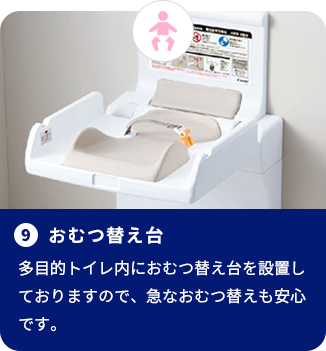 9 おむつ替え台
多目的トイレ内におむつ替え台を設置し
ておりますので、急なおむつ替えも安心
です。